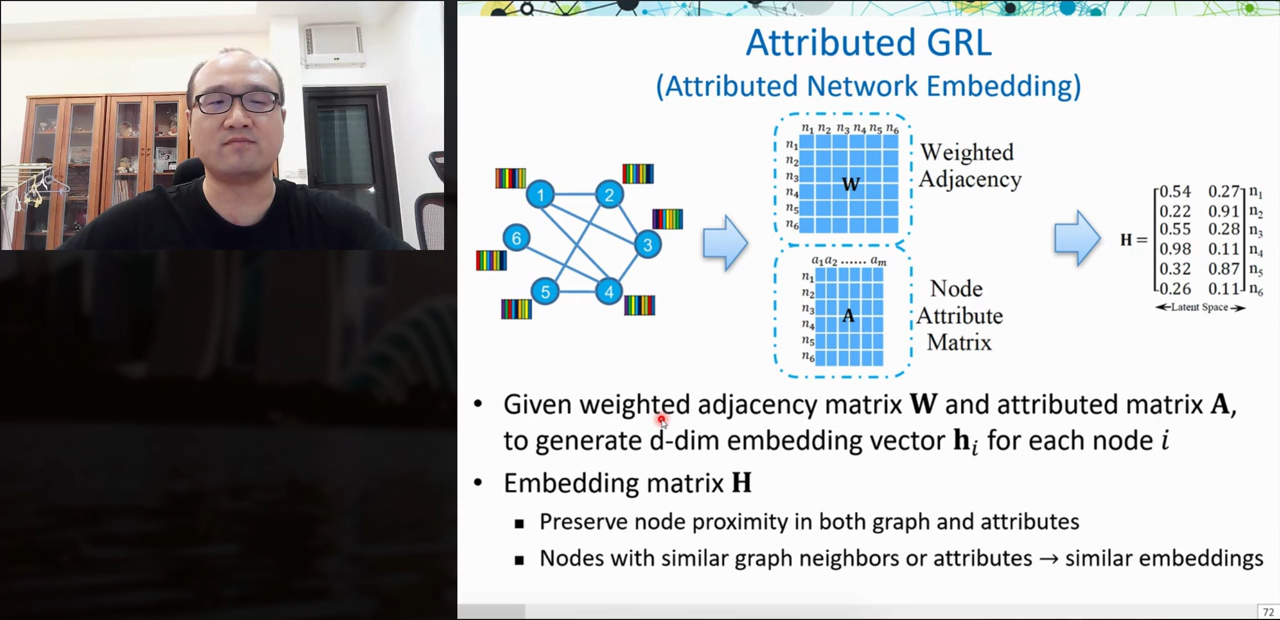 Attributed GRL
(Attributed Network Embedding)
n1 n2 n3 n4 n5 n6
n1
n2
n3
n4
n5
n6
W
Weighted
Adjacency
1
2
3
4
5
6
a1 a2 ...... am
n1
n2
n3
n4
n5
n6
A
Node
Attribute
Matrix
H =
0.54 0.27 n1
0.22 0.91 n2
0.55 0.28 n3
0.98 0.11 n4
0.32 0.87 n5
0.26 0.11 n6
Latent Space
• Given weighted adjacency matrix W and attributed matrix A,
to generate d-dim embedding vector hi for each node i
• Embedding matrix H
▪ Preserve node proximity in both graph and attributes
▪ Nodes with similar graph neighbors or attributes → similar embeddings
72